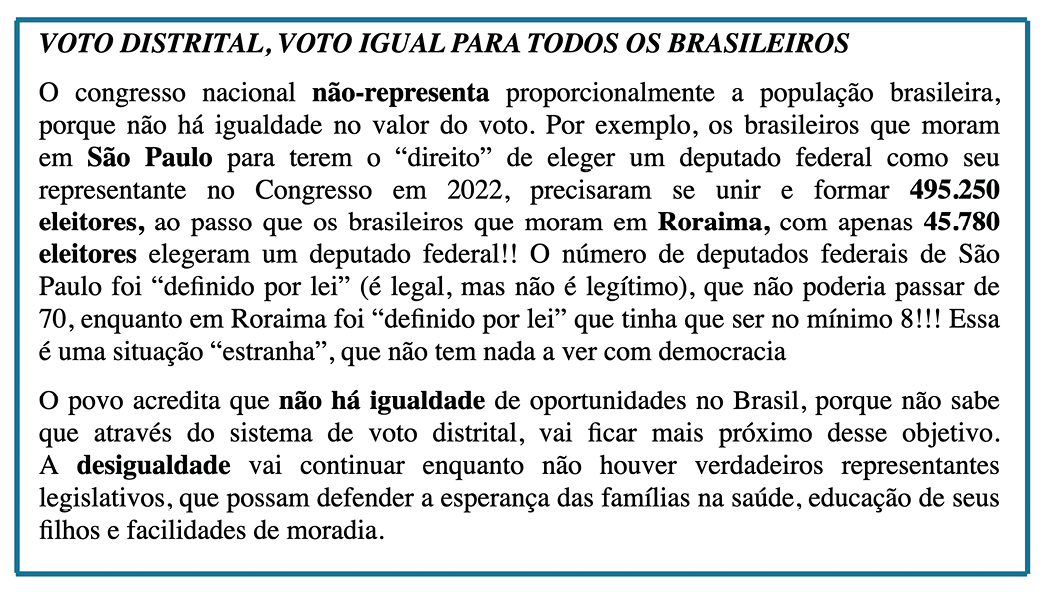 VOTO DISTRITAL, VOTO IGUAL PARA TODOS OS BRASILEIROS
O congresso nacional não-representa proporcionalmente a população brasileira,
porque não há igualdade no valor do voto. Por exemplo, os brasileiros que moram
em São Paulo para terem o “direito” de eleger um deputado federal como seu
representante no Congresso em 2022, precisaram se unir e formar 495.250
eleitores, ao passo que os brasileiros que moram em Roraima, com apenas 45.780
eleitores elegeram um deputado federal!! O número de deputados federais de São
Paulo foi “definido por lei” (é legal, mas não é legítimo), que não poderia passar de
70, enquanto em Roraima foi “definido por lei” que tinha que ser no mínimo 8!!! Essa
é uma situação “estranha”, que não tem nada a ver com democracia
O povo acredita que não há igualdade de oportunidades no Brasil, porque não sabe
que através do sistema de voto distrital, vai ficar mais próximo desse objetivo.
A desigualdade vai continuar enquanto não houver verdadeiros representantes
legislativos, que possam defender a esperança das famílias na saúde, educação de seus
filhos e facilidades de moradia.